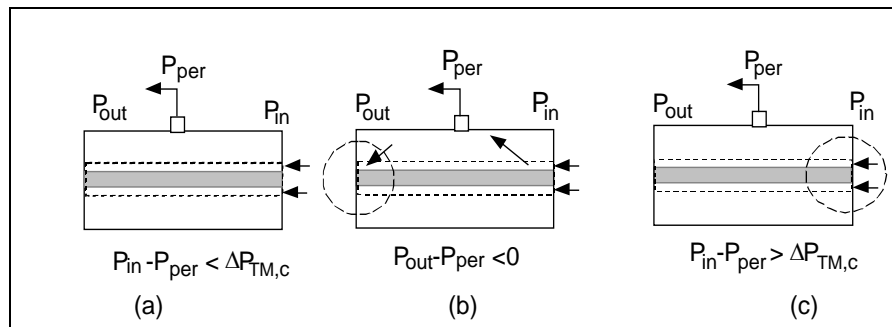 P_per
P_out P_in
P_in -P_per < ΔP_TM,c
(a)
P_per
P_out P_in
P_out-P_per <0
(b)
P_per
P_out P_in
P_in-P_per > ΔP_TM,c
(c)